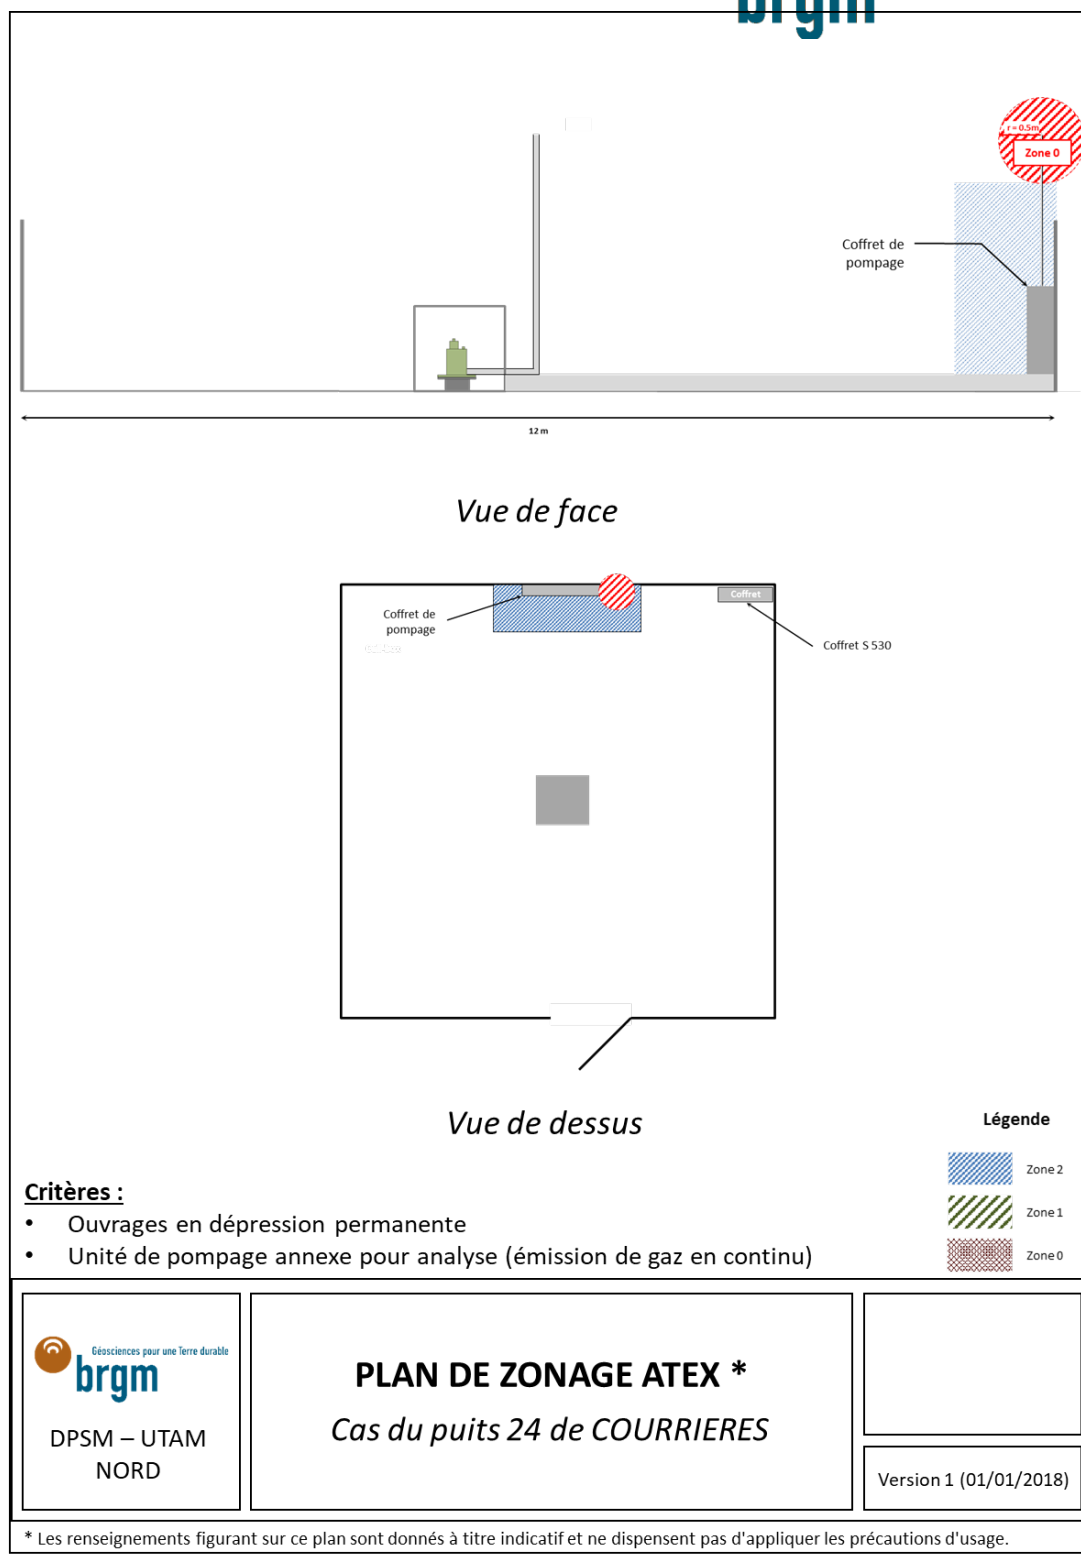 brgm
r = 0.5m
Zone 0
Coffret de
pompage
12 m
Vue de face
Coffret de
pompage
Coffret
Coffret S 530
Vue de dessus
Légende
Zone 2
Zone 1
Zone 0
Critères :
• Ouvrages en dépression permanente
• Unité de pompage annexe pour analyse (émission de gaz en continu)
Géosciences pour une Terre durable
brgm
DPSM – UTAM
NORD
PLAN DE ZONAGE ATEX *
Cas du puits 24 de COURRIERES
Version 1 (01/01/2018)
* Les renseignements figurant sur ce plan sont donnés à titre indicatif et ne dispensent pas d'appliquer les précautions d'usage.